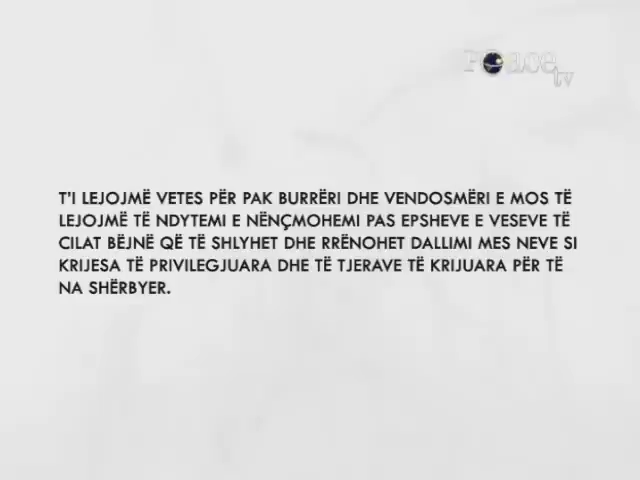 Peace tv
T'I LEJOJMË VETES PËR PAK BURRËRI DHE VENDOSMËRI E MOS TË
LEJOJMË TË NDYTEMI E NËNÇMOHEMI PAS EPSHEVE E VESEVE TË
CILAT BËJNË QË TË SHLYHET DHE RRËNOHET DALLIMI MES NEVE SI
KRIJESA TË PRIVILEGJUARA DHE TË TJERAVE TË KRIJUARA PËR TË
NA SHËRBYER.